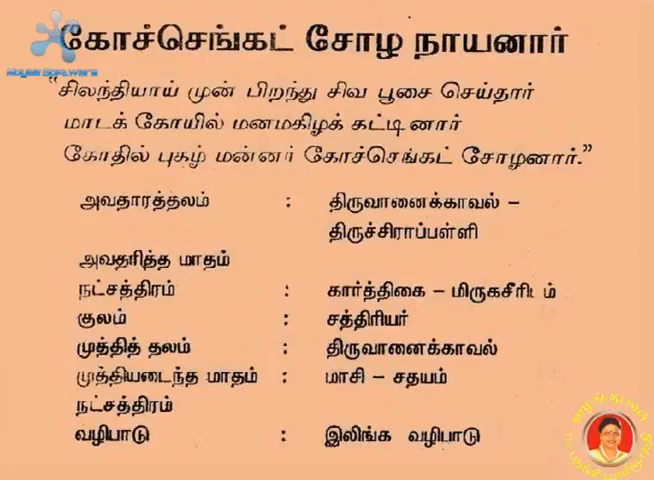 கோச்செங்கட் சோழ நாயனார்
"சிலந்தியாய் முன் பிறந்து சிவ பூசை செய்தார்
மாடக் கோயில் மனமகிழக் கட்டினார்
கோதில் புகழ் மன்னர் கோச்செங்கட் சோழனார்."
அவதாரத்தலம் : திருவானைக்காவல் –
திருச்சிராப்பள்ளி
அவதரித்த மாதம்
நட்சத்திரம் : கார்த்திகை – மிருகசீரிடம்
குலம் : சத்திரியர்
முத்தித் தலம் : திருவானைக்காவல்
முத்தியடைந்த மாதம் : மாசி – சதயம்
நட்சத்திரம்
வழிபாடு : இலிங்க வழிபாடு